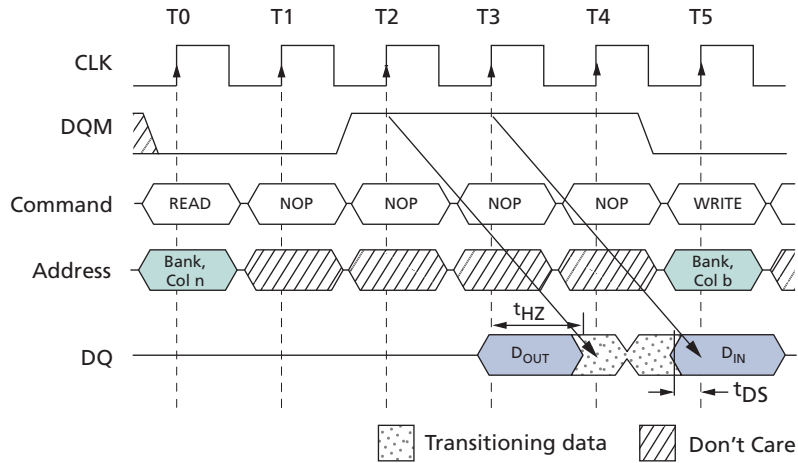 T0 T1 T2 T3 T4 T5
CLK
DQM
Command READ NOP NOP NOP NOP WRITE
Address Bank, Col n Bank, Col b
tHZ
DQ DOUT DIN
tDS
Transitioning data Don't Care